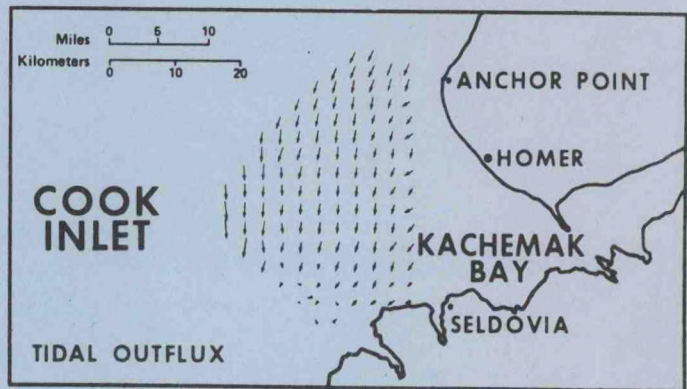 Miles 0 5 10
Kilometers 0 10 20
ANCHOR POINT
HOMER
COOK
INLET
KACHEMAK
BAY
SELDOVIA
TIDAL OUTFLUX